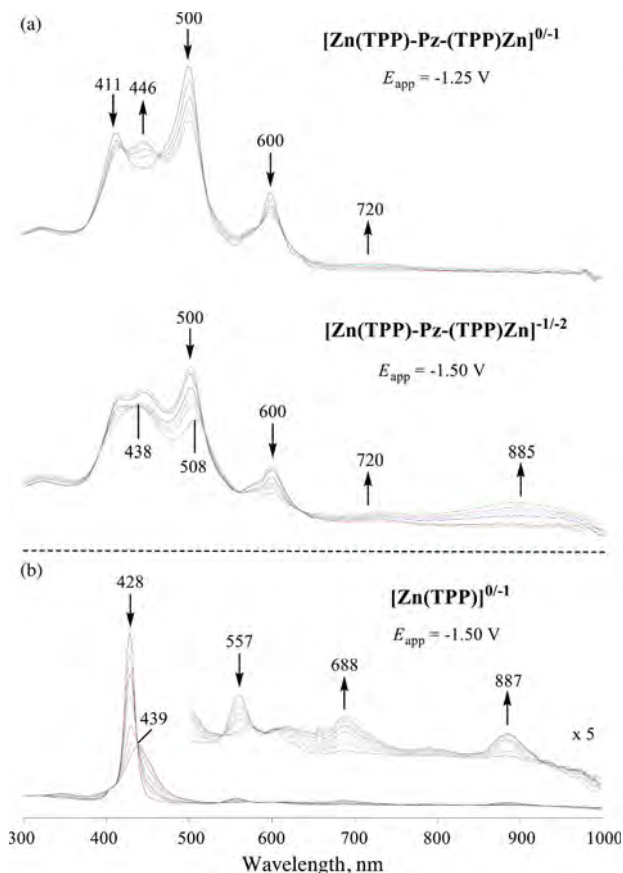 (a)
[Zn(TPP)-Pz-(TPP)Zn]0/-1
Eapp = -1.25 V
500
411 446
600
720
[Zn(TPP)-Pz-(TPP)Zn]-1/-2
Eapp = -1.50 V
500
600
438
508
720
885
(b)
[Zn(TPP)]0/-1
Eapp = -1.50 V
428
557
688
887
439
x 5
300 400 500 600 700 800 900 1000
Wavelength, nm